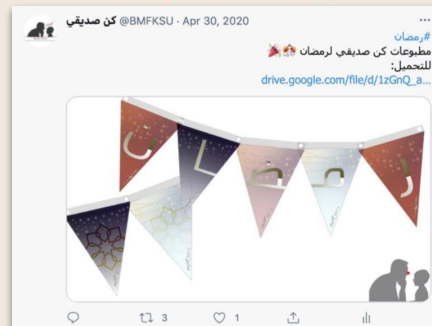 كن صديقي @BMFKSU · Apr 30, 2020 ...
#رمضان
مطبوعات كن صديقي لرمضان
للتحميل:
drive.google.com/file/d/1zGnQ_a...
ر م ضـ ا ن
3 1